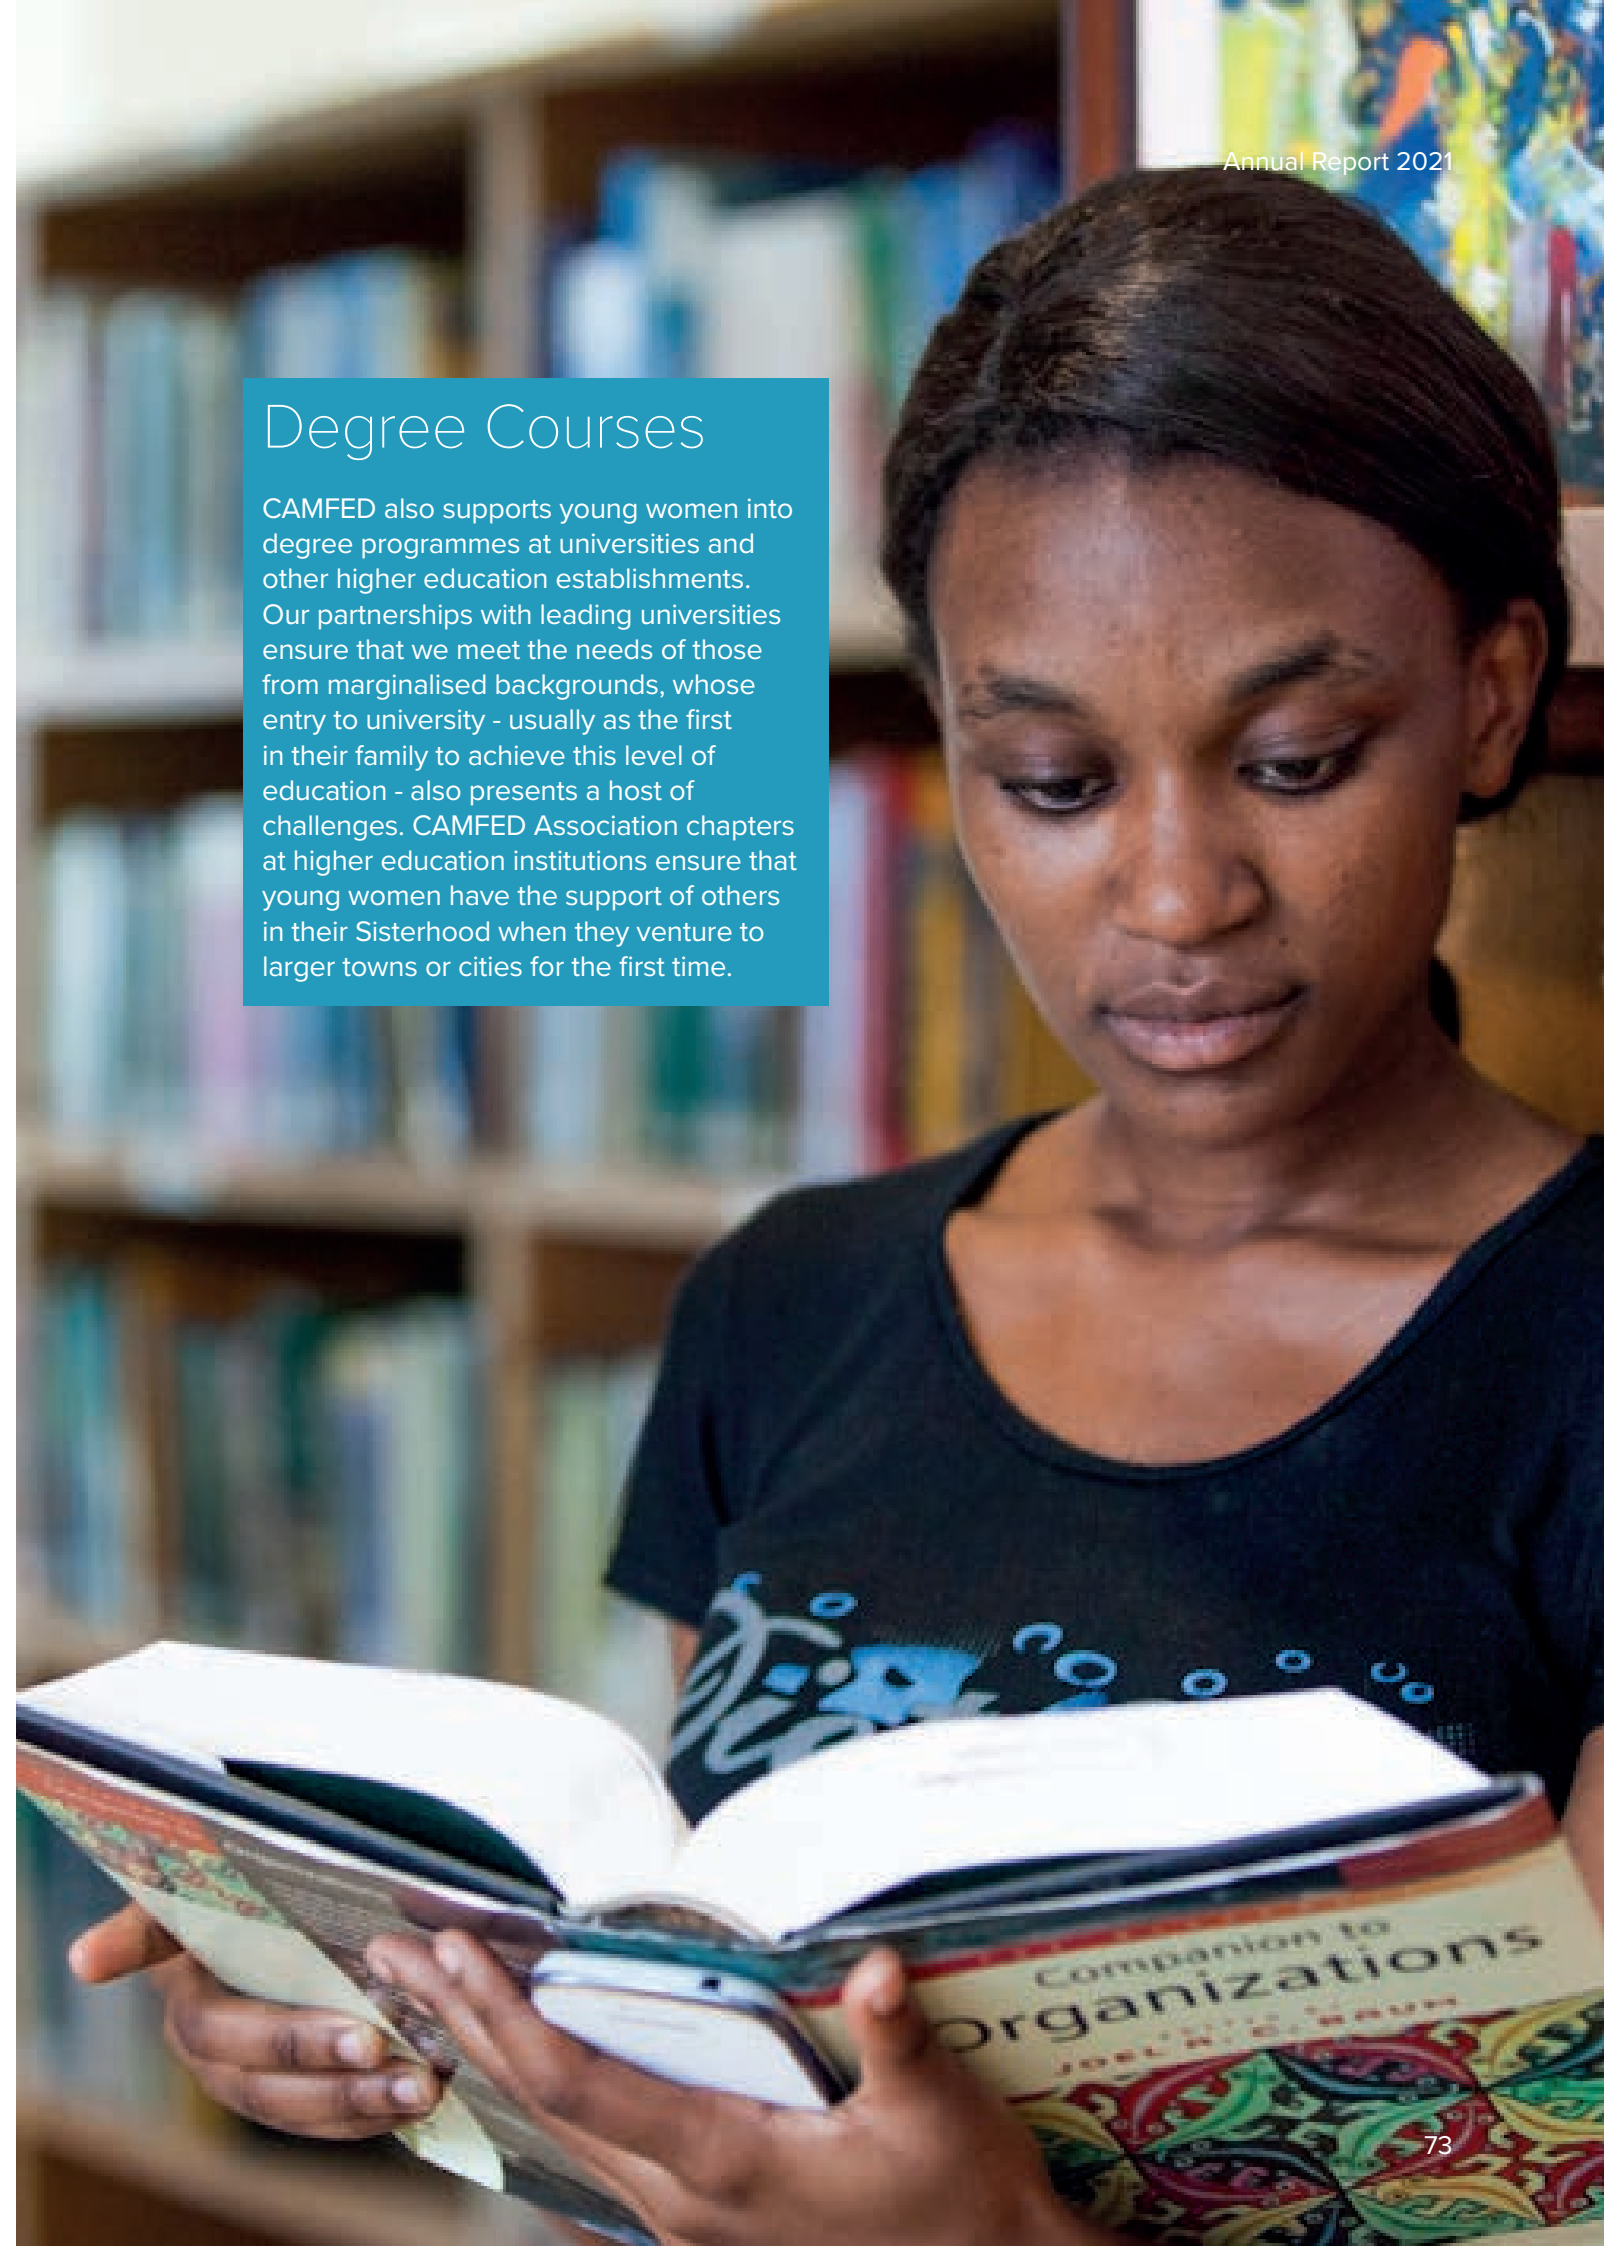 Annual Report 2021
Degree Courses
CAMFED also supports young women into
degree programmes at universities and
other higher education establishments.
Our partnerships with leading universities
ensure that we meet the needs of those
from marginalised backgrounds, whose
entry to university - usually as the first
in their family to achieve this level of
education - also presents a host of
challenges. CAMFED Association chapters
at higher education institutions ensure that
young women have the support of others
in their Sisterhood when they venture to
larger towns or cities for the first time.
Companion to
Organizations
JOEL A. C. BAUM
73